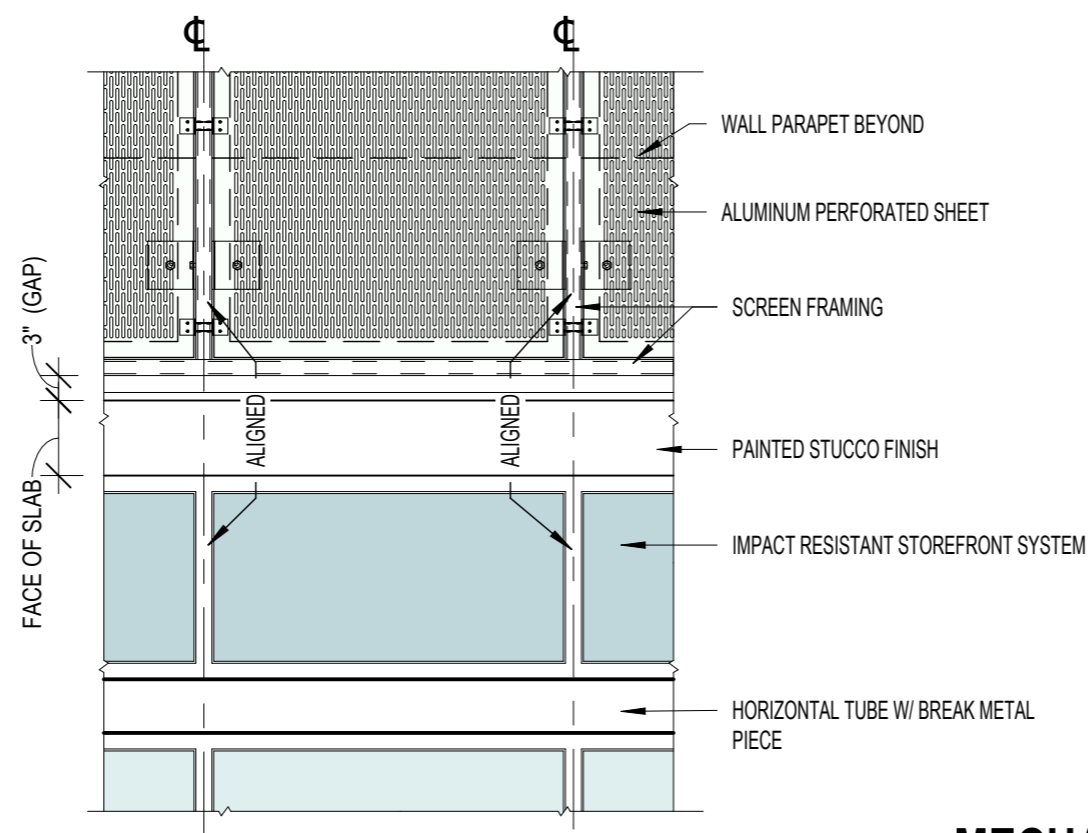 ℄ ℄
WALL PARAPET BEYOND
ALUMINUM PERFORATED SHEET
SCREEN FRAMING
3" (GAP)
ALIGNED
ALIGNED
FACE OF SLAB
PAINTED STUCCO FINISH
IMPACT RESISTANT STOREFRONT SYSTEM
HORIZONTAL TUBE W/ BREAK METAL
PIECE